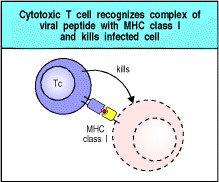 Cytotoxic T cell recognizes complex of
viral peptide with MHC class I
and kills infected cell
kills
Tc
MHC
class I